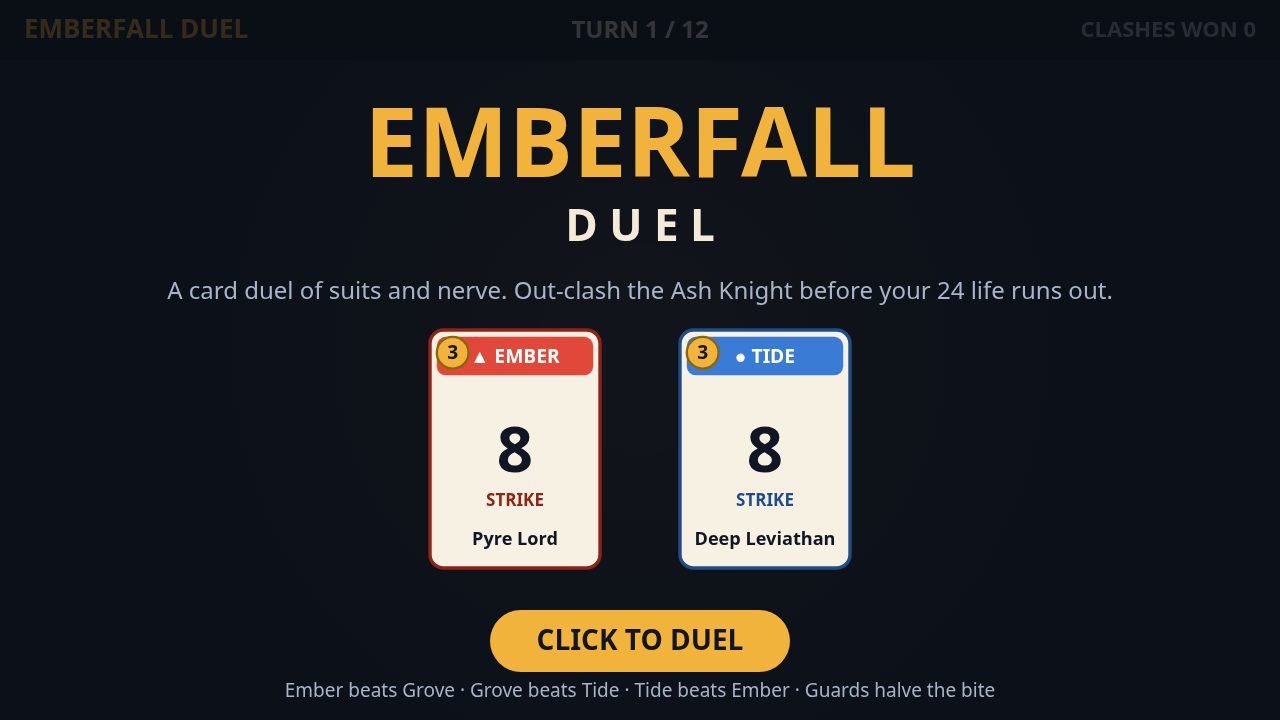 EMBERFALL DUEL TURN 1 / 12 CLASHES WON 0
EMBERFALL
DUEL
A card duel of suits and nerve. Out-clash the Ash Knight before your 24 life runs out.
3 ▲ EMBER
8
STRIKE
Pyre Lord
3 ● TIDE
8
STRIKE
Deep Leviathan
CLICK TO DUEL
Ember beats Grove · Grove beats Tide · Tide beats Ember · Guards halve the bite